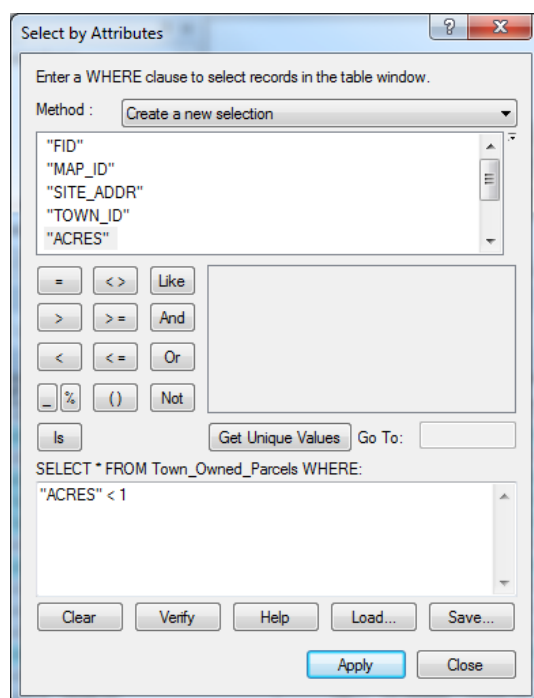 Select by Attributes
Enter a WHERE clause to select records in the table window.
Method : Create a new selection
"FID"
"MAP_ID"
"SITE_ADDR"
"TOWN_ID"
"ACRES"
= < > Like
> > = And
< < = Or
_ % () Not
Is Get Unique Values Go To:
SELECT * FROM Town_Owned_Parcels WHERE:
"ACRES" < 1
Clear Verify Help Load... Save...
Apply Close